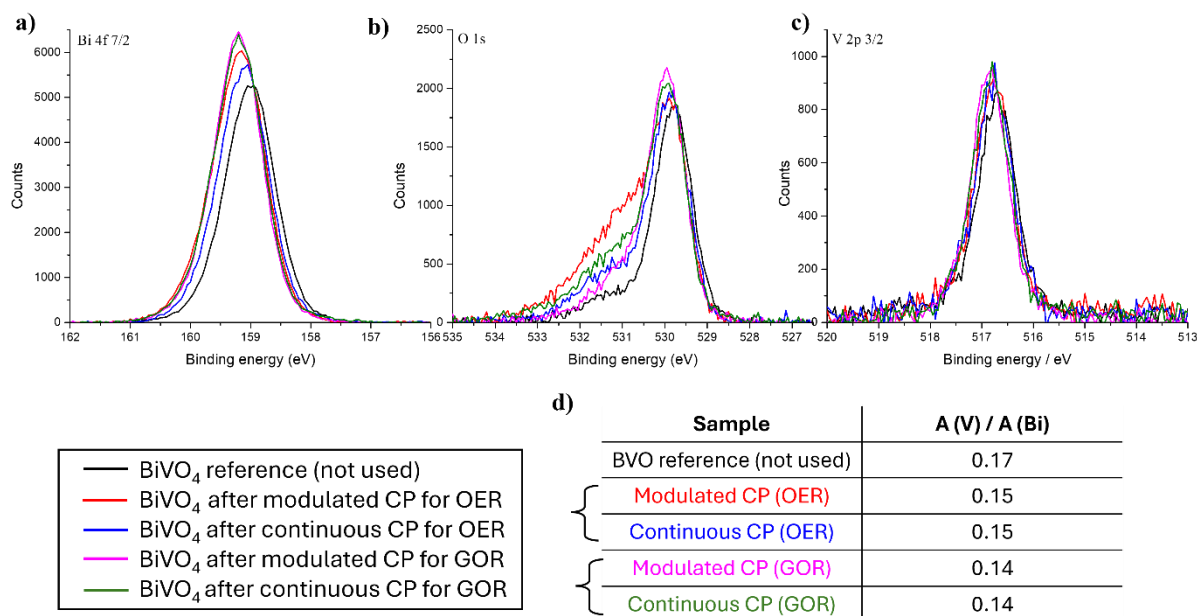 a)
Bi 4f 7/2
Counts
6000
5000
4000
3000
2000
1000
0
162 161 160 159 158 157 156
Binding energy (eV)
b)
O 1s
Counts
2500
2000
1500
1000
500
0
535 534 533 532 531 530 529 528 527
Binding energy (eV)
c)
V 2p 3/2
Counts
1200
1000
800
600
400
200
0
520 519 518 517 516 515 514 513
Binding energy / eV
BiVO₄ reference (not used)
BiVO₄ after modulated CP for OER
BiVO₄ after continuous CP for OER
BiVO₄ after modulated CP for GOR
BiVO₄ after continuous CP for GOR
d)
Sample A (V) / A (Bi)
BVO reference (not used) 0.17
Modulated CP (OER) 0.15
Continuous CP (OER) 0.15
Modulated CP (GOR) 0.14
Continuous CP (GOR) 0.14